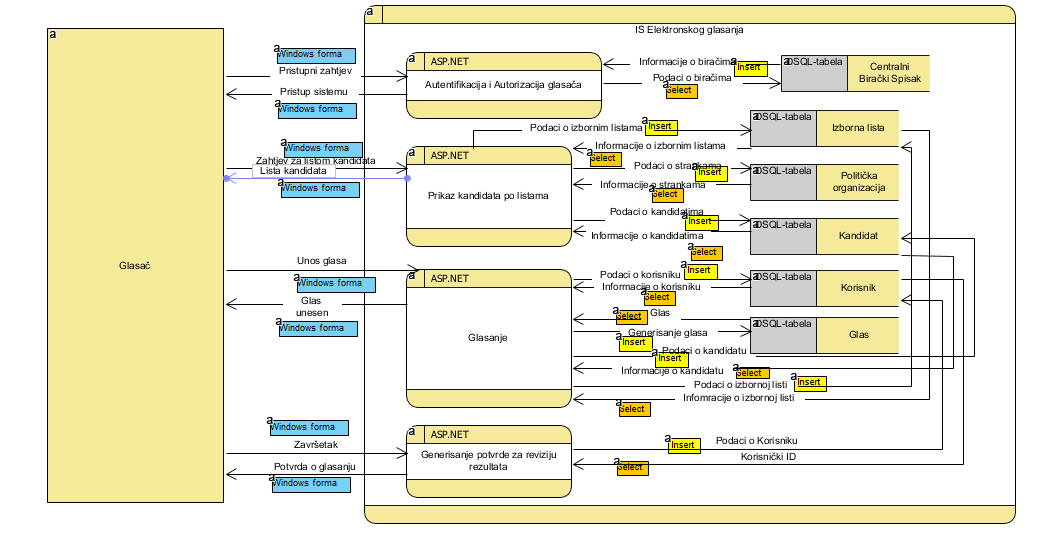 a
IS Elektronskog glasanja
a
Glasač
a
Windows forma
Pristupni zahtjev
Pristup sistemu
a
Windows forma
a
ASP.NET
Autentifikacija i Autorizacija glasača
Informacije o biračima
a
Insert
Podaci o biračima
a
Select
a
DSQL-tabela
Centralni
Birački Spisak
a
Windows forma
Zahtjev za listom kandidata
Lista kandidata
a
Windows forma
a
ASP.NET
Prikaz kandidata po listama
Podaci o izbornim listama
a
Insert
Informacije o izbornim listama
a
Select
a
DSQL-tabela
Izborna lista
Podaci o strankama
a
Insert
Informacije o strankama
a
Select
a
DSQL-tabela
Politička
organizacija
Podaci o kandidatima
a
Insert
Informacije o kandidatima
a
Select
a
DSQL-tabela
Kandidat
Unos glasa
a
Windows forma
Glas
unesen
a
Windows forma
a
ASP.NET
Glasanje
Podaci o korisniku
a
Insert
Informacije o korisniku
a
Select
a
DSQL-tabela
Korisnik
a
Select
Glas
Generisanje glasa
a
Insert
a
DSQL-tabela
Glas
Podaci o kandidatu
a
Insert
Informacije o kandidatu
a
Select
Podaci o izbornoj listi
a
Insert
Infomracije o izbornoj listi
a
Select
a
Windows forma
Završetak
Potvrda o glasanju
a
Windows forma
a
ASP.NET
Generisanje potvrde za reviziju
rezultata
a
Insert
Podaci o Korisniku
Korisnički ID
a
Select